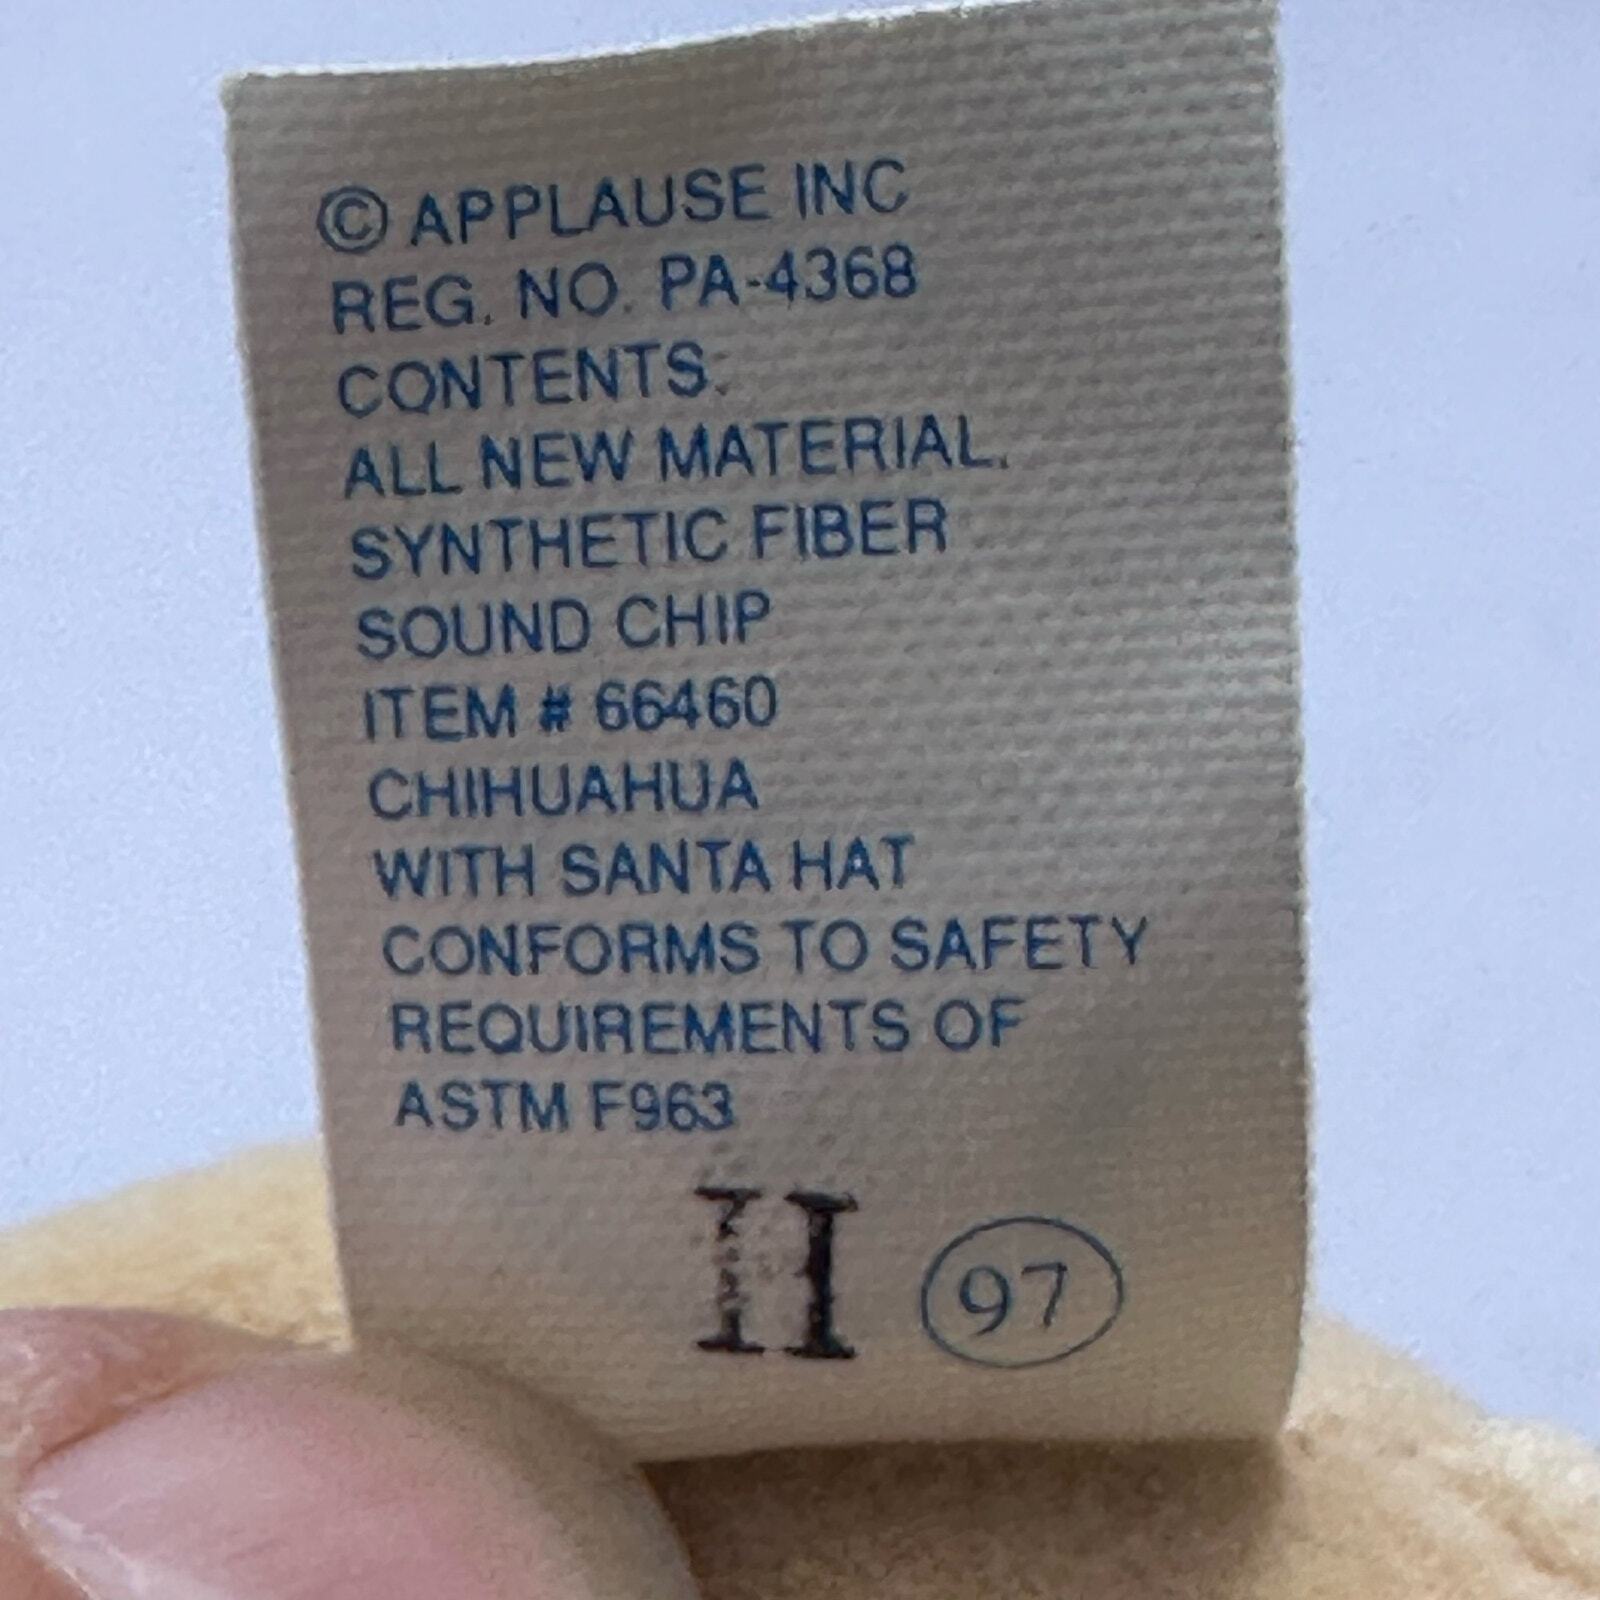 © APPLAUSE INC
REG. NO. PA-4368
CONTENTS.
ALL NEW MATERIAL.
SYNTHETIC FIBER
SOUND CHIP
ITEM # 66460
CHIHUAHUA
WITH SANTA HAT
CONFORMS TO SAFETY
REQUIREMENTS OF
ASTM F963
II 97